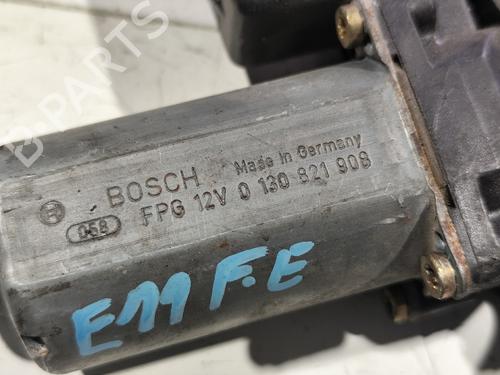 B-PARTS
BOSCH Made in Germany
058 FPG 12V 0 130 821 908
E11 F.E